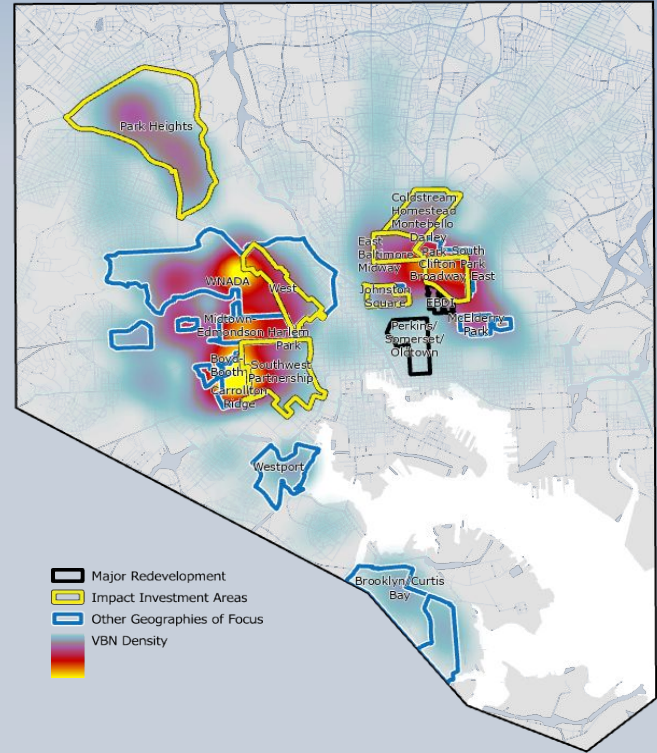 Park Heights
Coldstream
Homestead
Montebello
Darley
East
Baltimore
Midway
Park South
Clifton Park
Broadway East
WNADA
West
Johnston
Square
EBDI
McElderry
Park
Midtown-
Edmondson
Harlem
Park
Perkins/
Somerset/
Oldtown
Boyd-
Booth
Southwest
Partnership
Carrollton
Ridge
Westport
Brooklyn Curtis
Bay
Major Redevelopment
Impact Investment Areas
Other Geographies of Focus
VBN Density